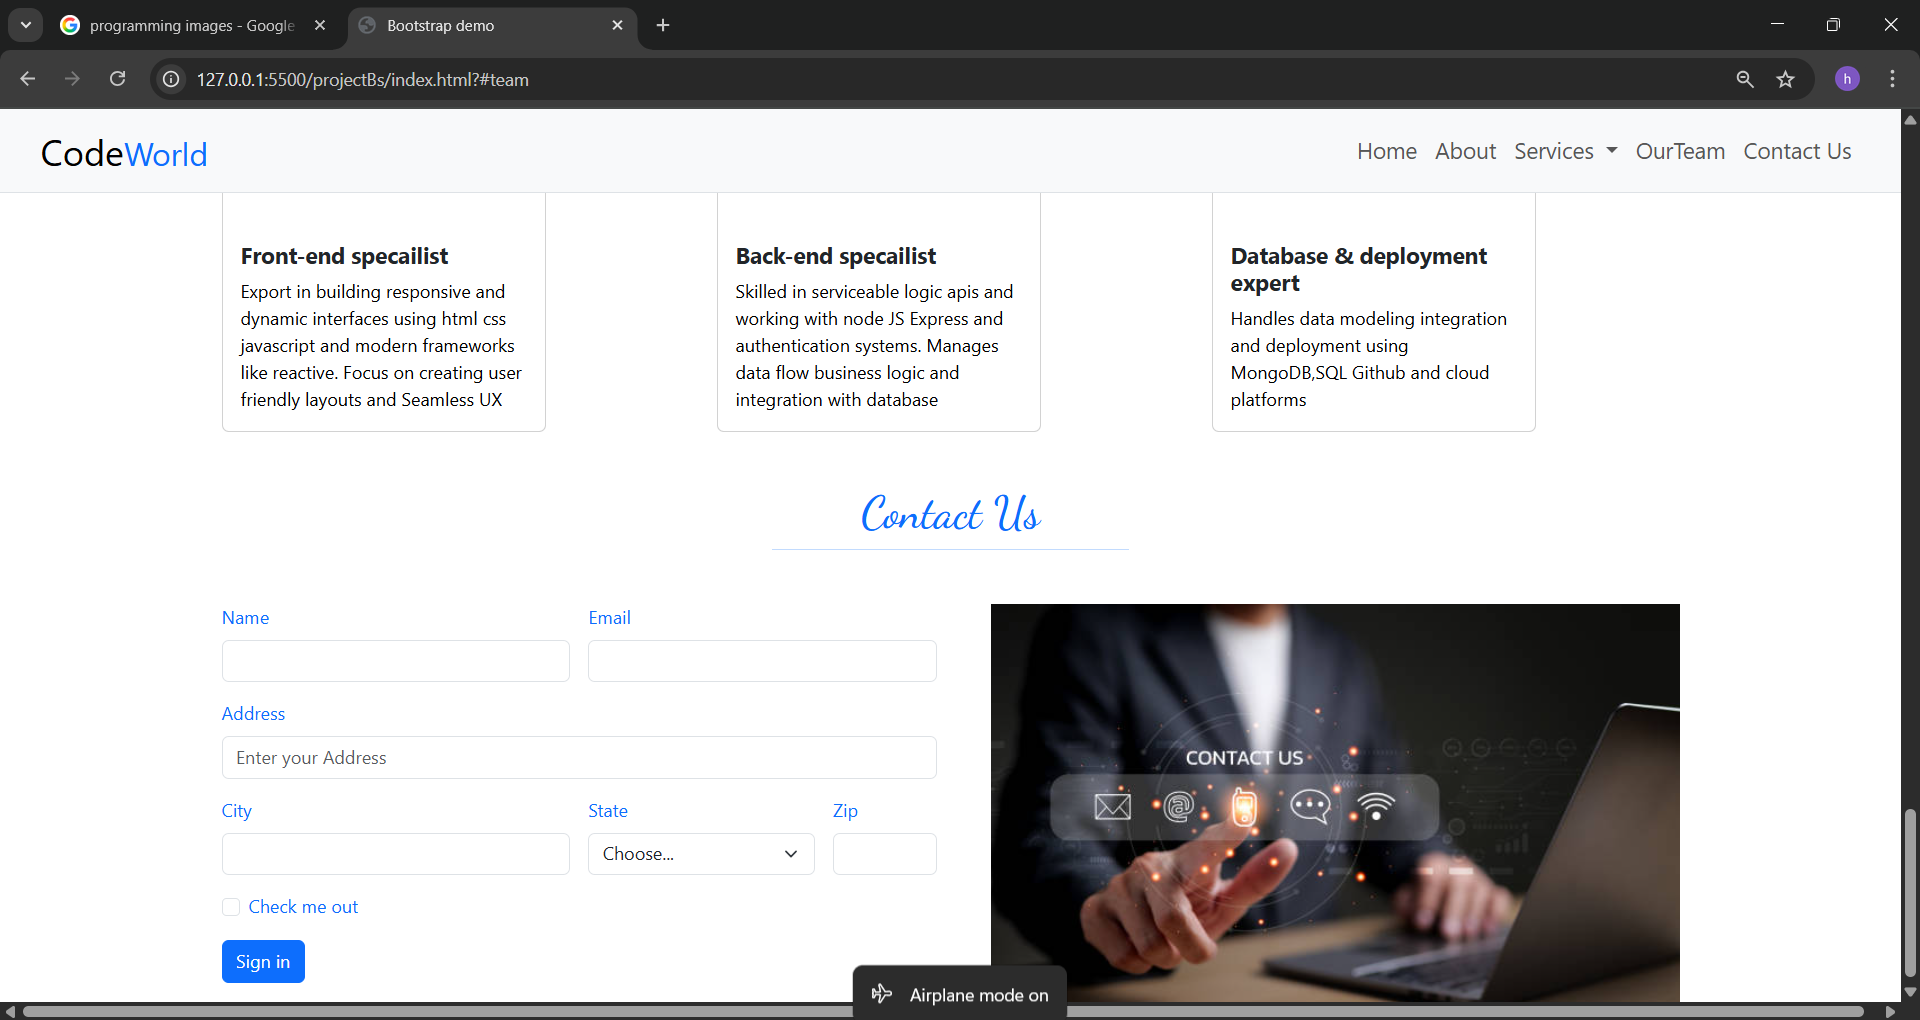 programming images - Google
Bootstrap demo
127.0.0.1:5500/projectBs/index.html?#team
h
CodeWorld
Home About Services OurTeam Contact Us
Front-end specailist
Export in building responsive and
dynamic interfaces using html css
javascript and modern frameworks
like reactive. Focus on creating user
friendly layouts and Seamless UX
Back-end specailist
Skilled in serviceable logic apis and
working with node JS Express and
authentication systems. Manages
data flow business logic and
integration with database
Database & deployment
expert
Handles data modeling integration
and deployment using
MongoDB,SQL Github and cloud
platforms
Contact Us
Name
Email
Address
Enter your Address
City
State
Zip
Choose...
Check me out
Sign in
CONTACT US
@
Airplane mode on